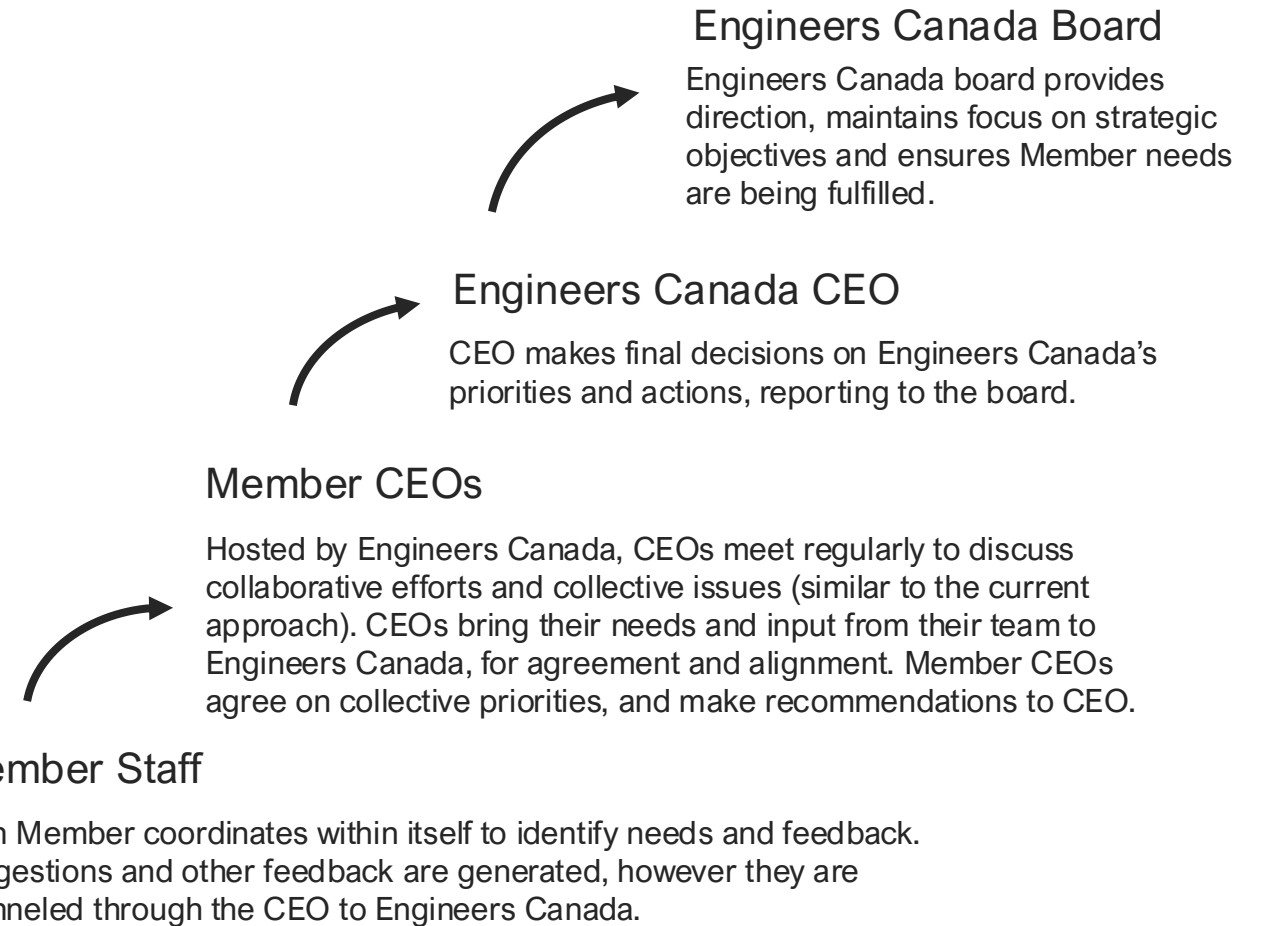 Engineers Canada Board
Engineers Canada board provides
direction, maintains focus on strategic
objectives and ensures Member needs
are being fulfilled.
Engineers Canada CEO
CEO makes final decisions on Engineers Canada’s
priorities and actions, reporting to the board.
Member CEOs
Hosted by Engineers Canada, CEOs meet regularly to discuss
collaborative efforts and collective issues (similar to the current
approach). CEOs bring their needs and input from their team to
Engineers Canada, for agreement and alignment. Member CEOs
agree on collective priorities, and make recommendations to CEO.
Staff
Member coordinates within itself to identify needs and feedback.
and other feedback are generated, however they are
through the CEO to Engineers Canada.